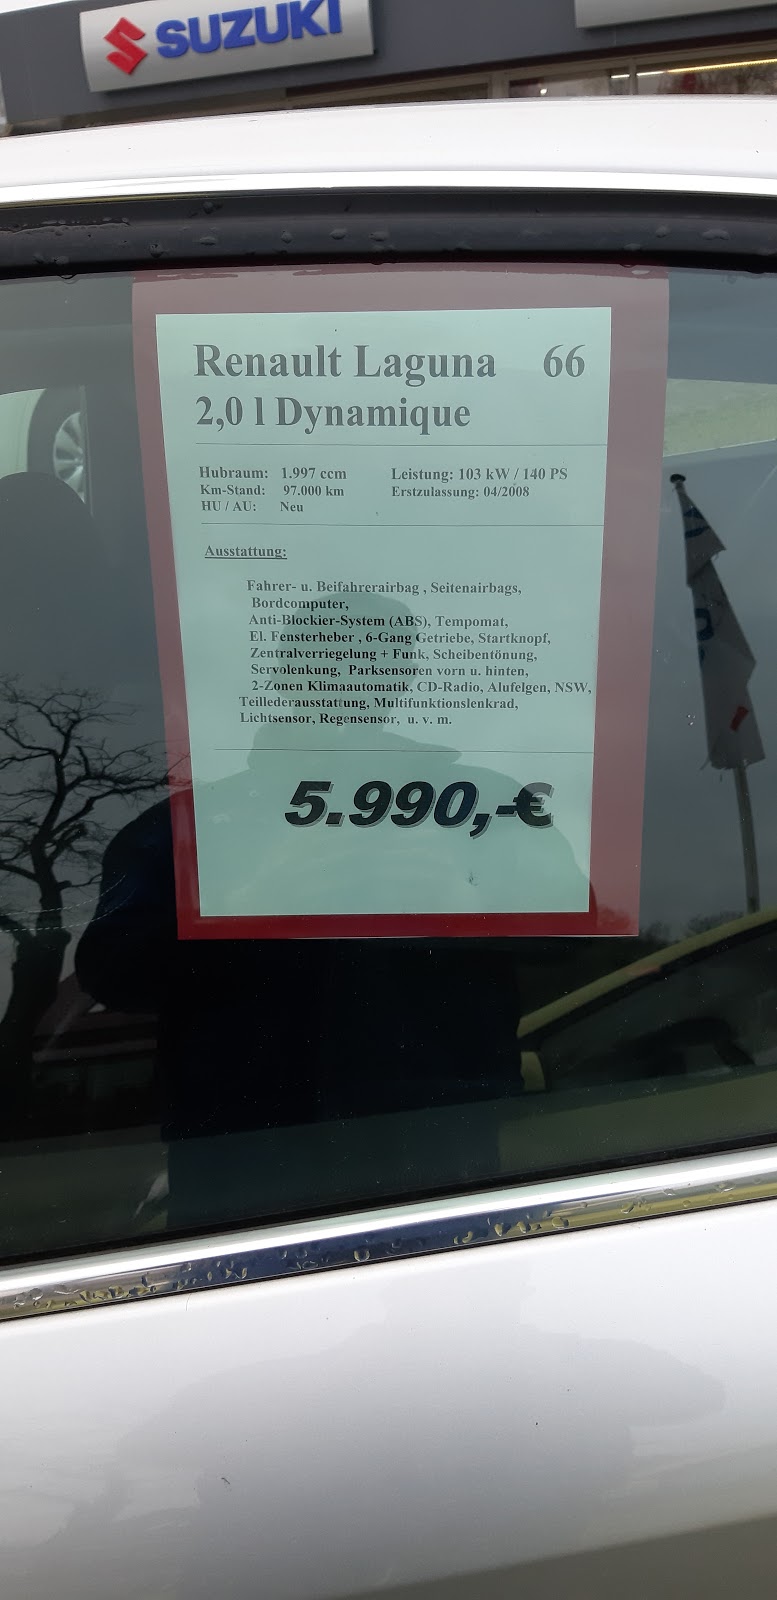 SUZUKI
Renault Laguna 66
2,0 l Dynamique
Hubraum: 1.997 ccm Leistung: 103 kW / 140 PS
Km-Stand: 97.000 km Erstzulassung: 04/2008
HU / AU: Neu
Ausstattung:
Fahrer- u. Beifahrerairbag , Seitenairbags,
Bordcomputer,
Anti-Blockier-System (ABS), Tempomat,
El. Fensterheber , 6-Gang Getriebe, Startknopf,
Zentralverriegelung + Funk, Scheibentönung,
Servolenkung, Parksensoren vorn u. hinten,
2-Zonen Klimaautomatik, CD-Radio, Alufelgen, NSW,
Teillederausstattung, Multifunktionslenkrad,
Lichtsensor, Regensensor, u. v. m.
5.990,-€